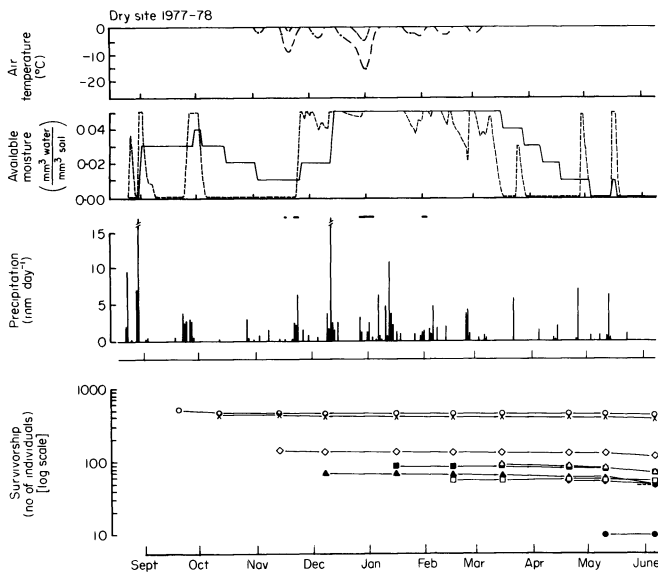 Dry site 1977-78
Air temperature (°C)
0
-10
-20
Available moisture (mm³ water / mm³ soil)
0·04
0·02
0·00
Precipitation (mm day⁻¹)
15
10
5
0
Survivorship (no of individuals) [log scale]
1000
100
10
Sept Oct Nav Dec Jan Feb Mar Apr May June